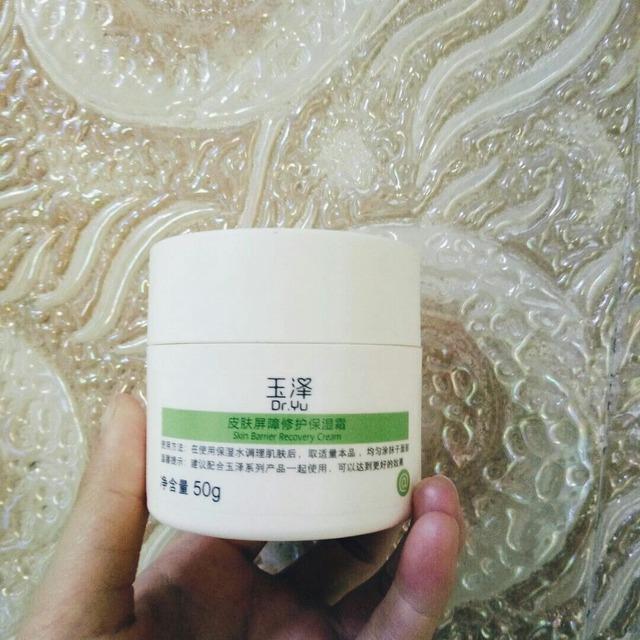 玉泽
Dr.Yu
皮肤屏障修护保湿霜
Skin Barrier Recovery Cream
使用方法：在使用保湿水调理肌肤后，取适量本品，均匀涂抹于面部
温馨提示：建议配合玉泽系列产品一起使用，可以达到更好的效果
净含量 50g